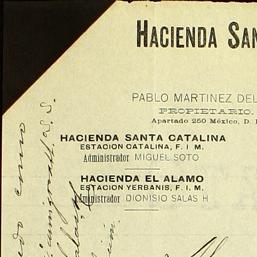 HACIENDA SAN
PABLO MARTINEZ DEL
PROPIETARIO.
Apartado 250 México, D.
HACIENDA SANTA CATALINA
ESTACION CATALINA, F. I M.
Administrador MIGUEL SOTO
HACIENDA EL ALAMO
ESTACION YERBANIS, F. I. M,
Administrador DIONISIO SALAS H
como
S. S.